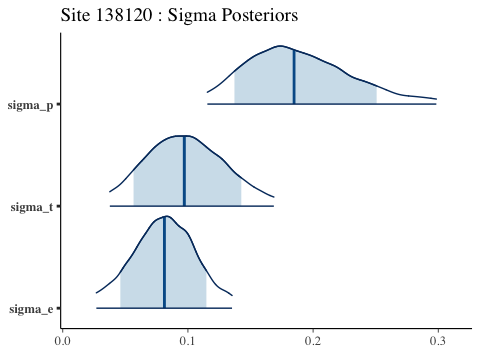 Site 138120 : Sigma Posteriors
sigma_p
sigma_t
sigma_e
0.0 0.1 0.2 0.3